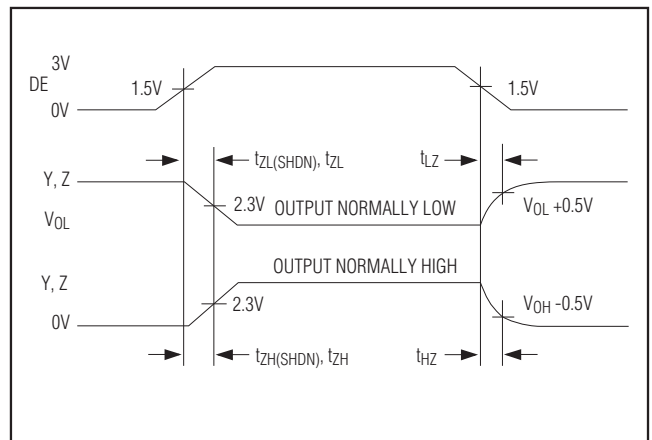 3V
DE
1.5V
1.5V
0V
tZL(SHDN), tZL
tLZ
Y, Z
2.3V
OUTPUT NORMALLY LOW
VOL +0.5V
VOL
OUTPUT NORMALLY HIGH
Y, Z
2.3V
VOH -0.5V
0V
tZH(SHDN), tZH
tHZ